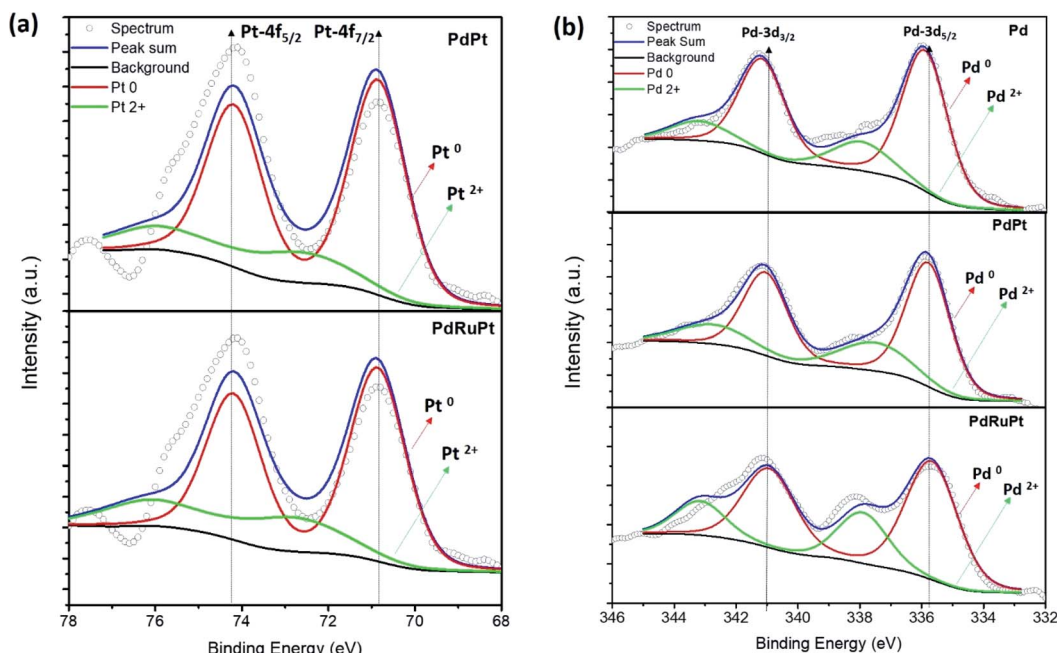 (a)
Spectrum
Peak sum
Background
Pt 0
Pt 2+
Pt-4f5/2
Pt-4f7/2
PdPt
Pt 0
Pt 2+
PdRuPt
Pt 0
Pt 2+
Intensity (a.u.)
78 76 74 72 70 68
Binding Energy (eV)
(b)
Spectrum
Peak Sum
Background
Pd 0
Pd 2+
Pd-3d3/2
Pd-3d5/2
Pd
Pd 0
Pd 2+
PdPt
Pd 0
Pd 2+
PdRuPt
Pd 0
Pd 2+
Intensity (a.u.)
346 344 342 340 338 336 334 332
Binding Energy (eV)